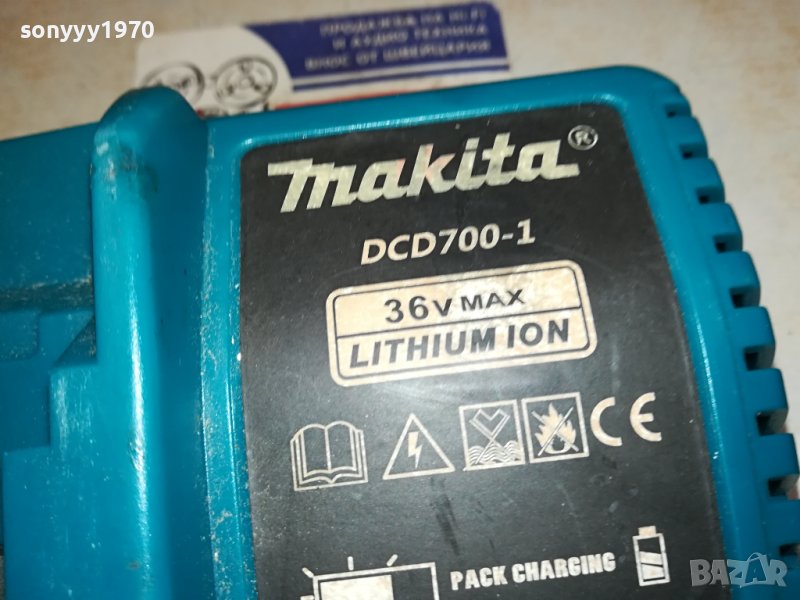 sonyyy1970
ПРОДАЖБА НА HI-FI
И АУДИО ТЕХНИКА
ВНОС ОТ ШВЕЙЦАРИЯ
makita®
DCD700-1
36V MAX
LITHIUM ION
CE
PACK CHARGING
BAZAR